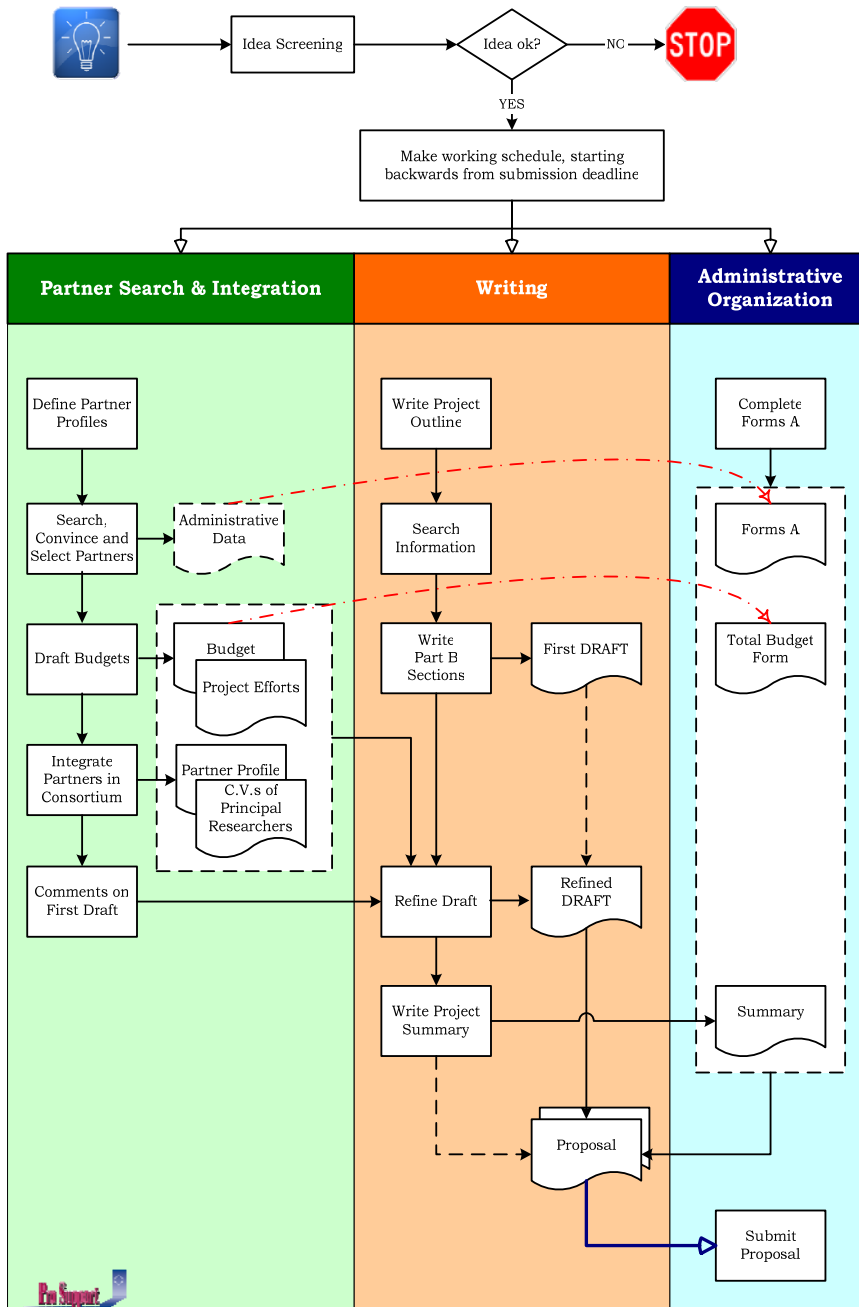 Idea Screening
Idea ok?
NO
STOP
YES
Make working schedule, starting
backwards from submission deadline
Partner Search & Integration
Writing
Administrative
Organization
Define Partner
Profiles
Write Project
Outline
Complete
Forms A
Search,
Convince and
Select Partners
Administrative
Data
Search
Information
Forms A
Draft Budgets
Budget
Project Efforts
Write
Part B
Sections
First DRAFT
Total Budget
Form
Integrate
Partners in
Consortium
Partner Profile
C.V.s of
Principal
Researchers
Comments on
First Draft
Refine Draft
Refined
DRAFT
Write Project
Summary
Summary
Proposal
Submit
Proposal
Pro Support